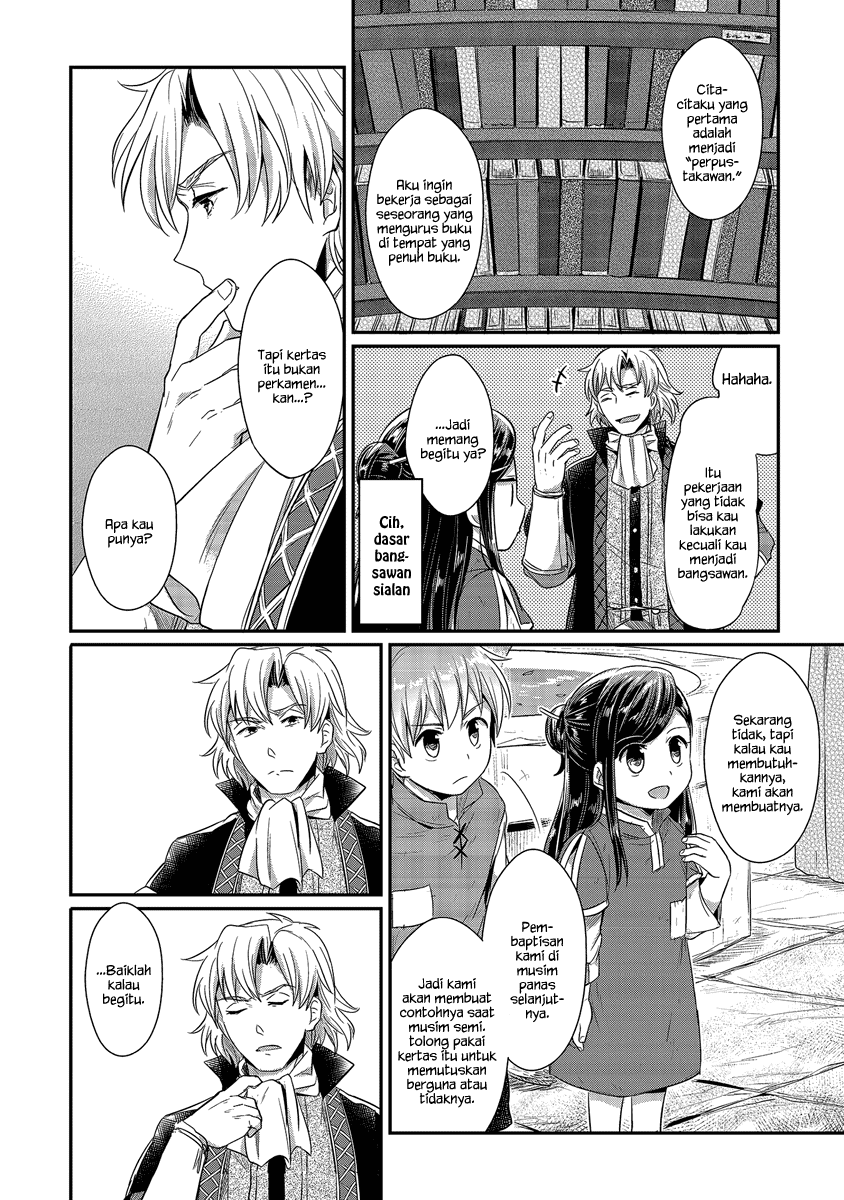 Cita-
citaku yang
pertama
adalah
menjadi
"perpus-
takawan."
Aku ingin
bekerja sebagai
seseorang yang
mengurus buku
di tempat yang
penuh buku.
Hahaha.
Itu
pekerjaan
yang tidak
bisa kau
lakukan
kecuali kau
menjadi
bangsawan.
...Jadi
memang
begitu ya?
Cih,
dasar
bang-
sawan
sialan
Tapi kertas
itu bukan
perkamen...
kan...?
Apa kau
punya?
Sekarang
tidak, tapi
kalau kau
membutuh-
kannya,
kami akan
membuatnya.
Pem-
baptisan
kami di
musim
panas
selanjut-
nya.
Jadi kami
akan membuat
contohnya saat
musim semi.
tolong pakai
kertas itu untuk
memutuskan
berguna atau
tidaknya.
...Baiklah
kalau
begitu.